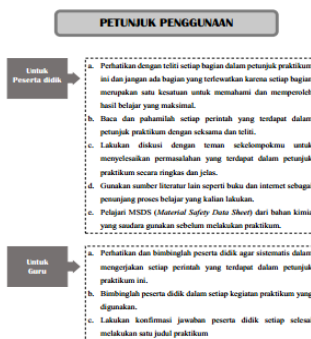 PETUNJUK PENGGUNAAN
Untuk
Peserta didik
a. Perhatikan dengan teliti setiap bagian dalam petunjuk praktikum
ini dan jangan ada bagian yang terlewatkan karena setiap bagian
merupakan satu kesatuan untuk memahami dan memperoleh
hasil belajar yang maksimal.
b. Baca dan pahamilah setiap perintah yang terdapat dalam
petunjuk praktikum dengan seksama dan teliti.
c. Lakukan diskusi dengan teman sekelompokmu untuk
menyelesaikan permasalahan yang terdapat dalam petunjuk
praktikum secara ringkas dan jelas.
d. Gunakan sumber literatur lain seperti buku dan internet sebagai
penunjang proses belajar yang kalian lakukan.
e. Pelajari MSDS (Material Safety Data Sheet) dari bahan kimia
yang saudara gunakan sebelum melakukan praktikum.
Untuk
Guru
a. Perhatikan dan bimbinglah peserta didik agar sistematis dalam
mengerjakan setiap perintah yang terdapat dalam petunjuk
praktikum ini.
b. Bimbinglah peserta didik dalam setiap kegiatan praktikum yang
digunakan.
c. Lakukan konfirmasi jawaban peserta didik setiap selesai
melakukan satu judul praktikum